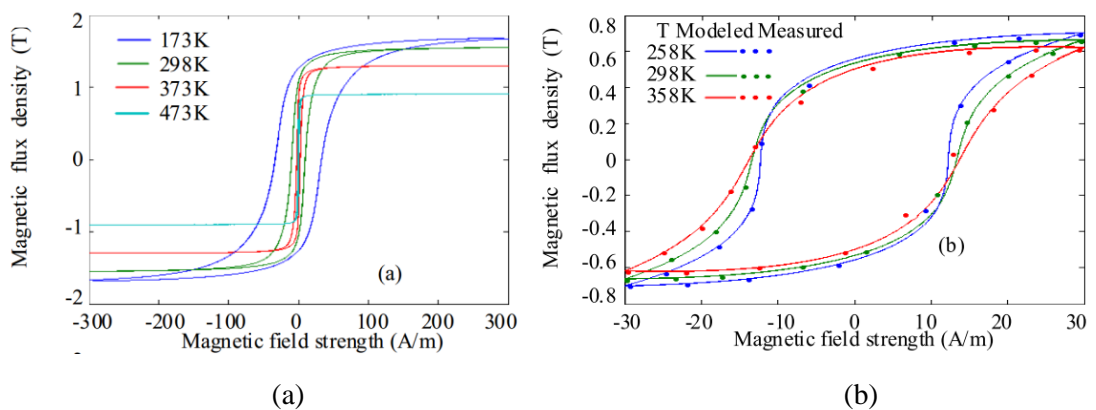 Magnetic flux density (T)
2
1
0
-1
-2
173K
298K
373K
473K
(a)
-300
-200
-100
0
100
200
300
Magnetic field strength (A/m)
(a)
Magnetic flux density (T)
0.8
0.6
0.4
0.2
0
-0.2
-0.4
-0.6
-0.8
T Modeled Measured
258K
298K
358K
(b)
-30
-20
-10
0
10
20
30
Magnetic field strength (A/m)
(b)